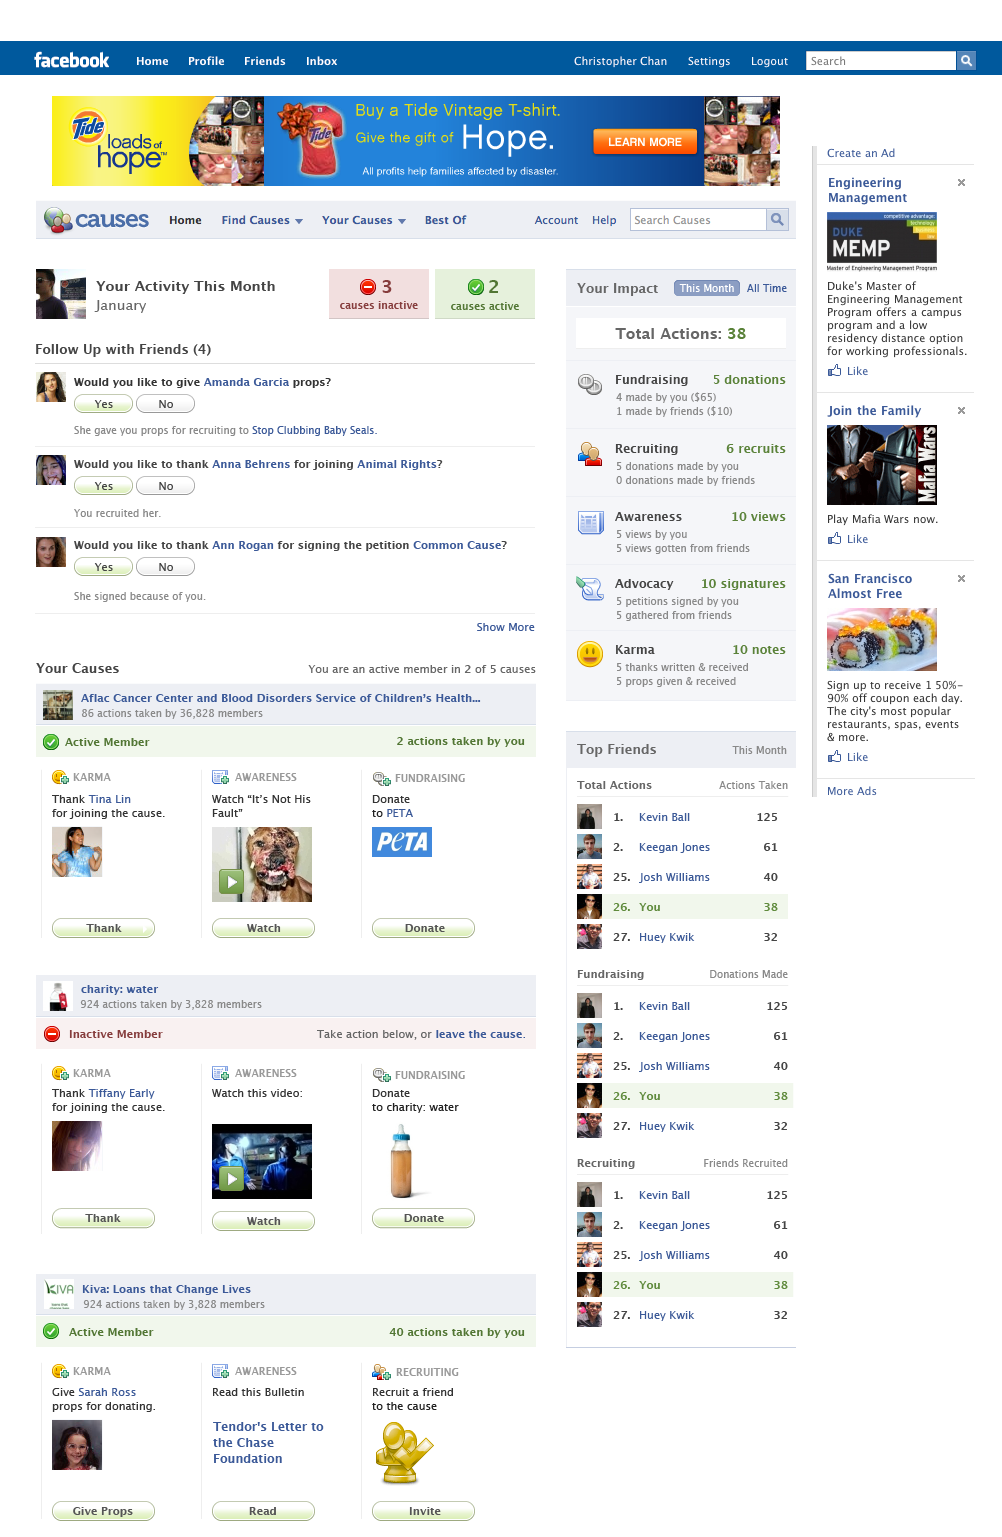 facebook Home Profile Friends Inbox Christopher Chan Settings Logout Search
Tide
loads of
hope™
Tide
Buy a Tide Vintage T-shirt.
Give the gift of Hope.
All profits help families affected by disaster.
LEARN MORE
causes Home Find Causes Your Causes Best Of Account Help Search Causes
Your Activity This Month
January
3
causes inactive
2
causes active
Follow Up with Friends (4)
Would you like to give Amanda Garcia props?
Yes No
She gave you props for recruiting to Stop Clubbing Baby Seals.
Would you like to thank Anna Behrens for joining Animal Rights?
Yes No
You recruited her.
Would you like to thank Ann Rogan for signing the petition Common Cause?
Yes No
She signed because of you.
Show More
Your Causes You are an active member in 2 of 5 causes
Aflac Cancer Center and Blood Disorders Service of Children's Health...
86 actions taken by 36,828 members
Active Member 2 actions taken by you
KARMA
Thank Tina Lin
for joining the cause.
Thank
AWARENESS
Watch "It's Not His
Fault"
Watch
FUNDRAISING
Donate
to PETA
PETA
Donate
charity: water
924 actions taken by 3,828 members
Inactive Member Take action below, or leave the cause.
KARMA
Thank Tiffany Early
for joining the cause.
Thank
AWARENESS
Watch this video:
Watch
FUNDRAISING
Donate
to charity: water
Donate
KIVA
Kiva: Loans that Change Lives
924 actions taken by 3,828 members
Active Member 40 actions taken by you
KARMA
Give Sarah Ross
props for donating.
Give Props
AWARENESS
Read this Bulletin
Tendor's Letter to
the Chase
Foundation
Read
RECRUITING
Recruit a friend
to the cause
Invite
Your Impact This Month All Time
Total Actions: 38
Fundraising 5 donations
4 made by you ($65)
1 made by friends ($10)
Recruiting 6 recruits
5 donations made by you
0 donations made by friends
Awareness 10 views
5 views by you
5 views gotten from friends
Advocacy 10 signatures
5 petitions signed by you
5 gathered from friends
Karma 10 notes
5 thanks written & received
5 props given & received
Top Friends This Month
Total Actions Actions Taken
1. Kevin Ball 125
2. Keegan Jones 61
25. Josh Williams 40
26. You 38
27. Huey Kwik 32
Fundraising Donations Made
1. Kevin Ball 125
2. Keegan Jones 61
25. Josh Williams 40
26. You 38
27. Huey Kwik 32
Recruiting Friends Recruited
1. Kevin Ball 125
2. Keegan Jones 61
25. Josh Williams 40
26. You 38
27. Huey Kwik 32
Create an Ad
Engineering
Management
competitive advantage:
Technology
Business
law
DUKE
MEMP
Master of Engineering Management Program
Duke's Master of
Engineering Management
Program offers a campus
program and a low
residency distance option
for working professionals.
Like
Join the Family
Mafia Wars
Play Mafia Wars now.
Like
San Francisco
Almost Free
Sign up to receive 1 50%-
90% off coupon each day.
The city's most popular
restaurants, spas, events
& more.
Like
More Ads